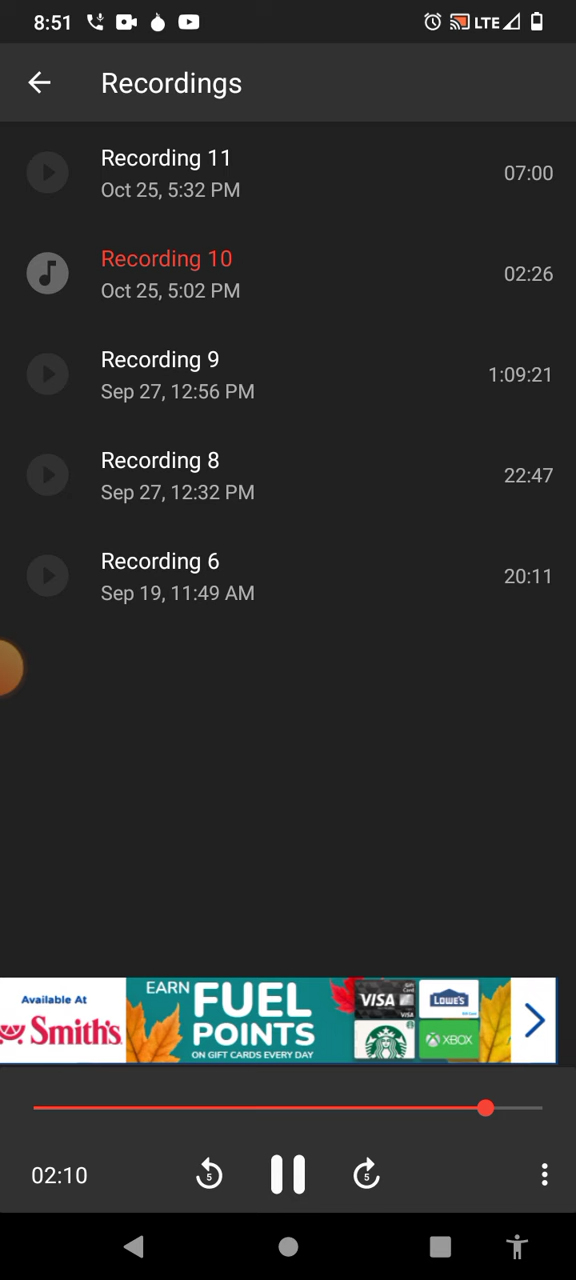 8:51
LTE
Recordings
Recording 11
Oct 25, 5:32 PM
07:00
Recording 10
Oct 25, 5:02 PM
02:26
Recording 9
Sep 27, 12:56 PM
1:09:21
Recording 8
Sep 27, 12:32 PM
22:47
Recording 6
Sep 19, 11:49 AM
20:11
Available At
Smith's
EARN FUEL
POINTS
ON GIFT CARDS EVERY DAY
VISA
VISA
LOWE'S
XBOX
02:10
5
5